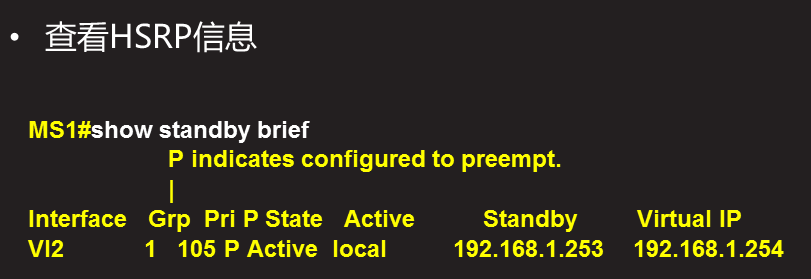 • 查看HSRP信息
MS1#show standby brief
P indicates configured to preempt.
|
Interface Grp Pri P State Active Standby Virtual IP
Vl2 1 105 P Active local 192.168.1.253 192.168.1.254